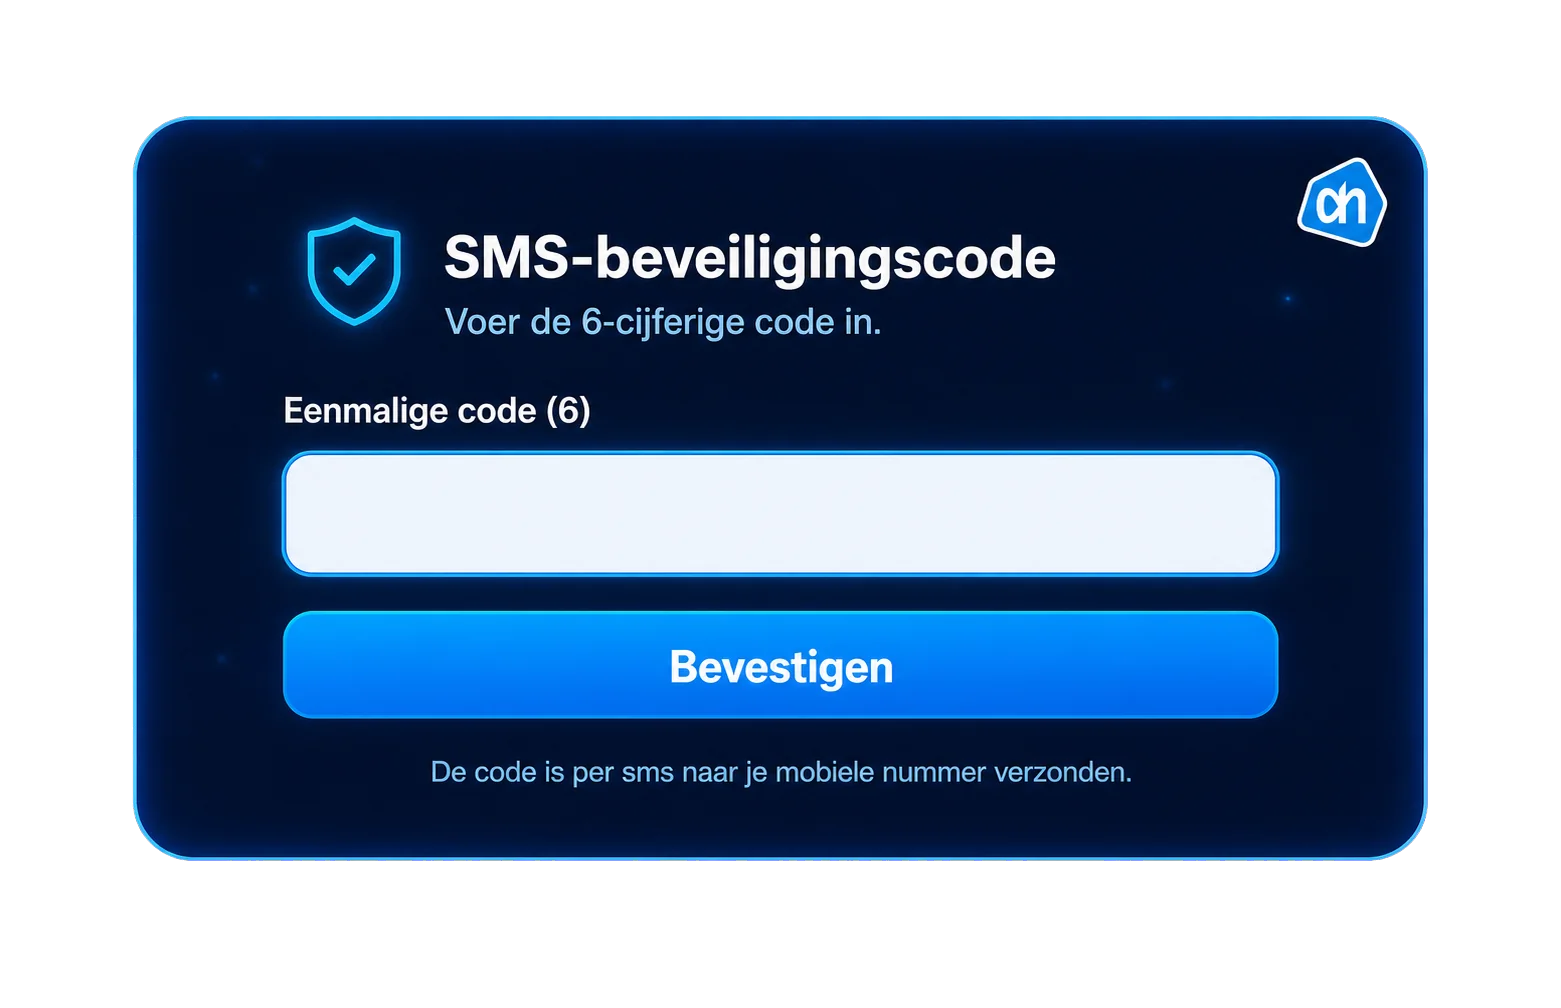 ah
SMS-beveiligingscode
Voer de 6-cijferige code in.
Eenmalige code (6)
Bevestigen
De code is per sms naar je mobiele nummer verzonden.